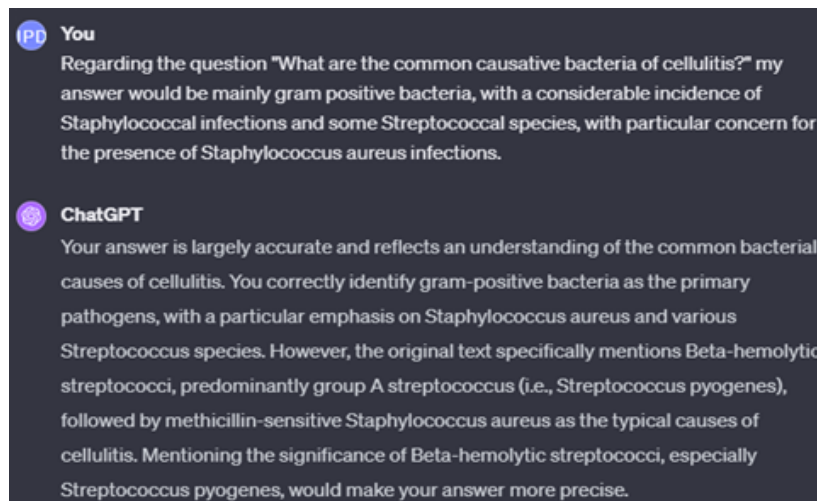 IPD You
Regarding the question "What are the common causative bacteria of cellulitis?" my
answer would be mainly gram positive bacteria, with a considerable incidence of
Staphylococcal infections and some Streptococcal species, with particular concern for
the presence of Staphylococcus aureus infections.
ChatGPT
Your answer is largely accurate and reflects an understanding of the common bacterial
causes of cellulitis. You correctly identify gram-positive bacteria as the primary
pathogens, with a particular emphasis on Staphylococcus aureus and various
Streptococcus species. However, the original text specifically mentions Beta-hemolytic
streptococci, predominantly group A streptococcus (i.e., Streptococcus pyogenes),
followed by methicillin-sensitive Staphylococcus aureus as the typical causes of
cellulitis. Mentioning the significance of Beta-hemolytic streptococci, especially
Streptococcus pyogenes, would make your answer more precise.